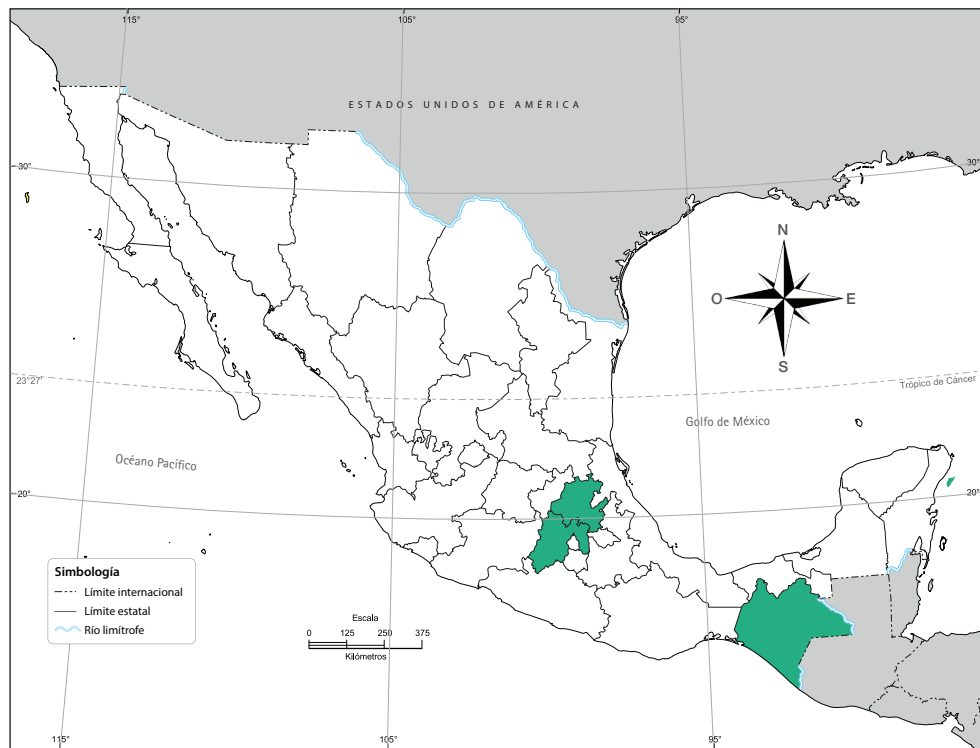 115°
105°
95°
ESTADOS UNIDOS DE AMÉRICA
30°
30°
N
O
E
S
23°27'
Trópico de Cáncer
Golfo de México
Océano Pacífico
20°
20°
Simbología
Límite internacional
Límite estatal
Río limítrofe
Escala
0 125 250 375
Kilómetros
115°
105°
95°